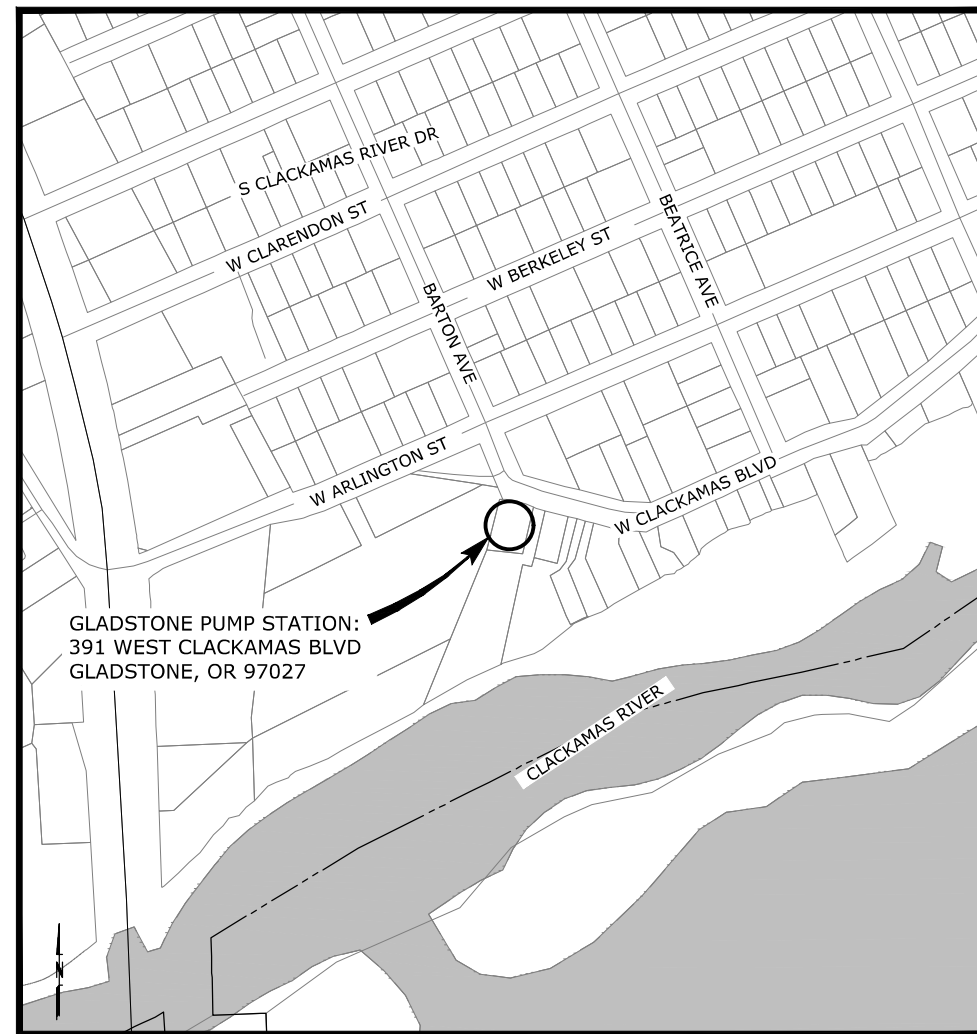 S CLACKAMAS RIVER DR
W CLARENDON ST
W BERKELEY ST
BEATRICE AVE
BARTON AVE
W ARLINGTON ST
W CLACKAMAS BLVD
GLADSTONE PUMP STATION:
391 WEST CLACKAMAS BLVD
GLADSTONE, OR 97027
CLACKAMAS RIVER
N